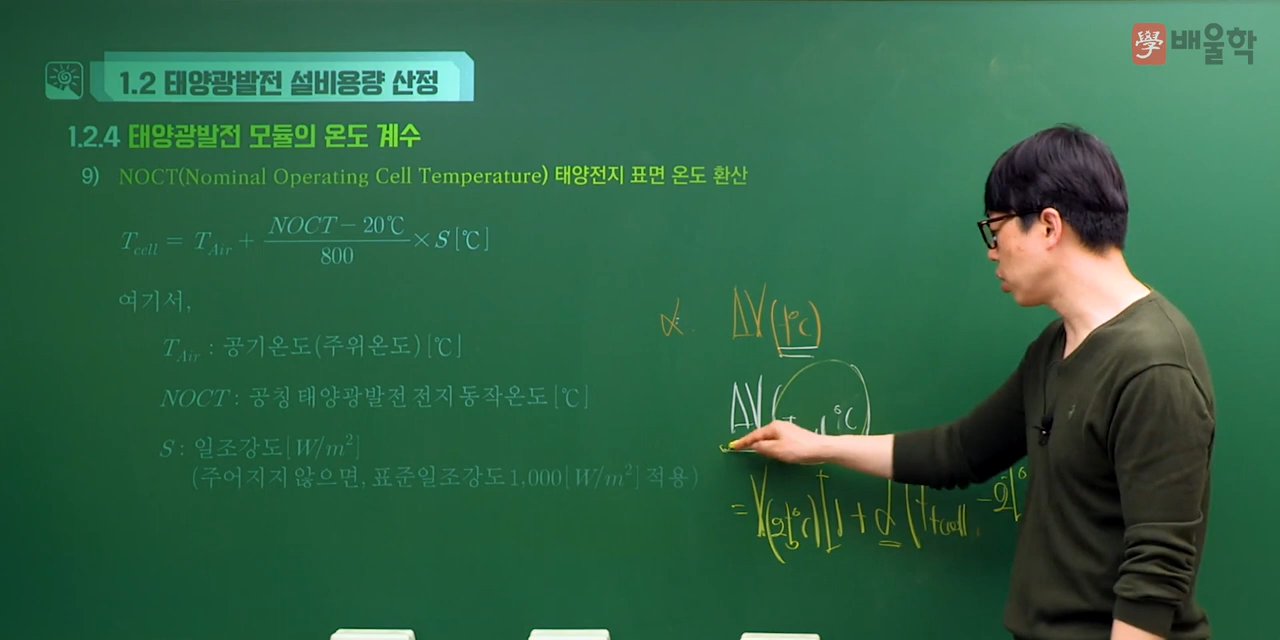 學 배울학
1.2 태양광발전 설비용량 산정
1.2.4 태양광발전 모듈의 온도 계수
9) NOCT(Nominal Operating Cell Temperature) 태양전지 표면 온도 환산
T_cell = T_Air + (NOCT - 20℃)/800 × S [℃]
여기서,
T_Air : 공기온도(주위온도) [℃]
NOCT : 공칭 태양광발전 전지 동작온도 [℃]
S : 일조강도 [W/m²]
(주어지지 않으면, 표준일조강도 1,000 [W/m²] 적용)
α. ΔV(1℃)
ΔV(